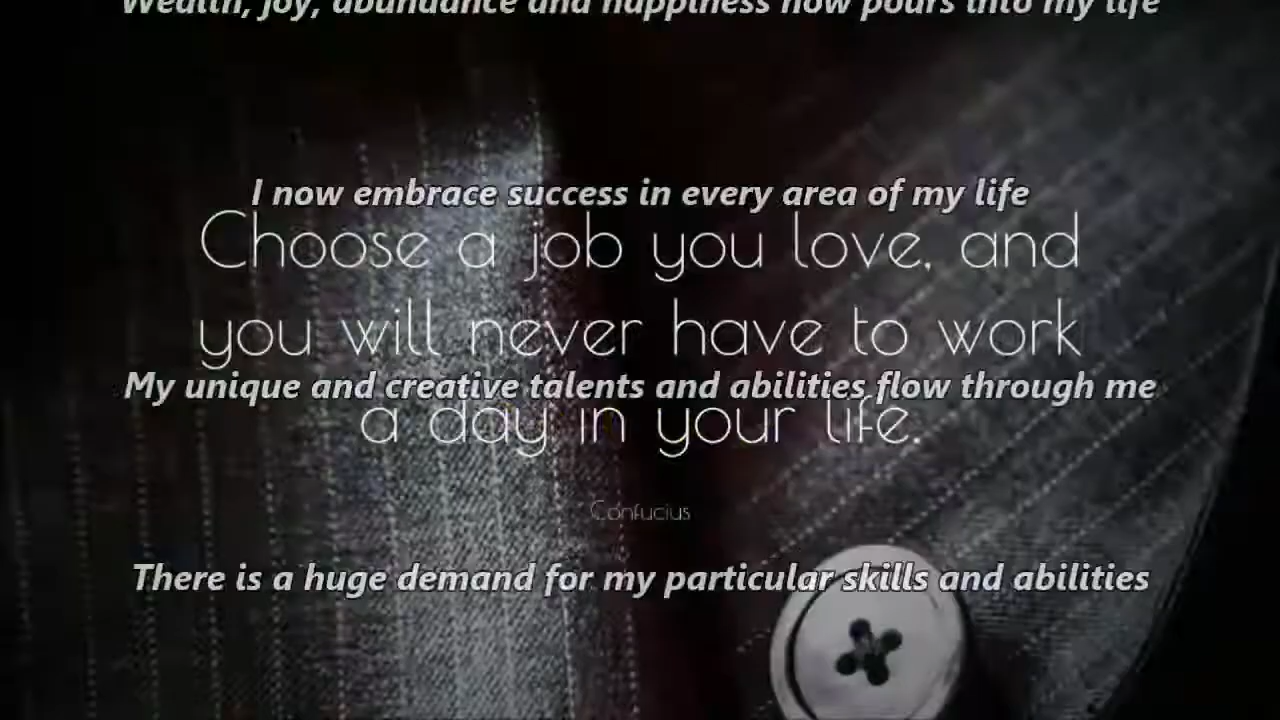 Wealth, joy, abundance and happiness now pours into my life
I now embrace success in every area of my life
Choose a job you love, and
you will never have to work
My unique and creative talents and abilities flow through me
a day in your life.
Confucius
There is a huge demand for my particular skills and abilities